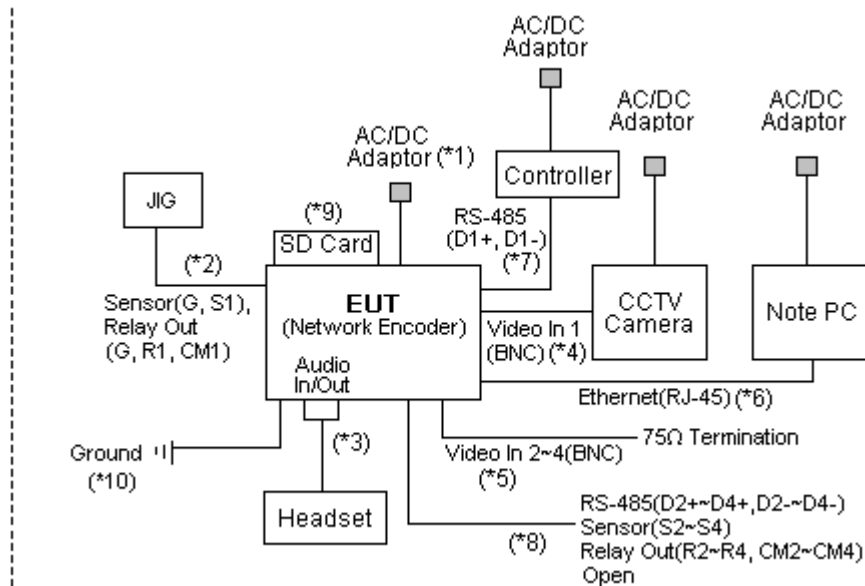 AC/DC
Adaptor
AC/DC
Adaptor
AC/DC
Adaptor
AC/DC
Adaptor (*1)
Controller
JIG
(*9)
SD Card
RS-485
(D1+, D1-)
(*7)
(*2)
EUT
(Network Encoder)
CCTV
Camera
Note PC
Sensor(G, S1),
Relay Out
(G, R1, CM1)
Video In 1
(BNC) (*4)
Audio
In/Out
Ethernet(RJ-45) (*6)
Ground
(*10)
(*3)
Video In 2~4(BNC)
(*5)
75Ω Termination
Headset
(*8)
RS-485(D2+~D4+,D2-~D4-)
Sensor(S2~S4)
Relay Out(R2~R4, CM2~CM4)
Open